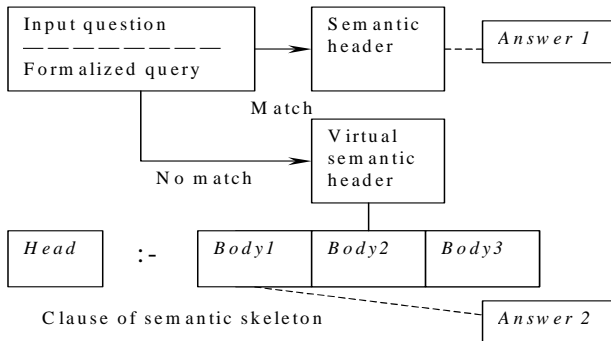 Input question
Formalized query
Semantic
header
Answer 1
Match
Virtual
semantic
header
No match
Head
:-
Body1
Body2
Body3
Clause of semantic skeleton
Answer 2